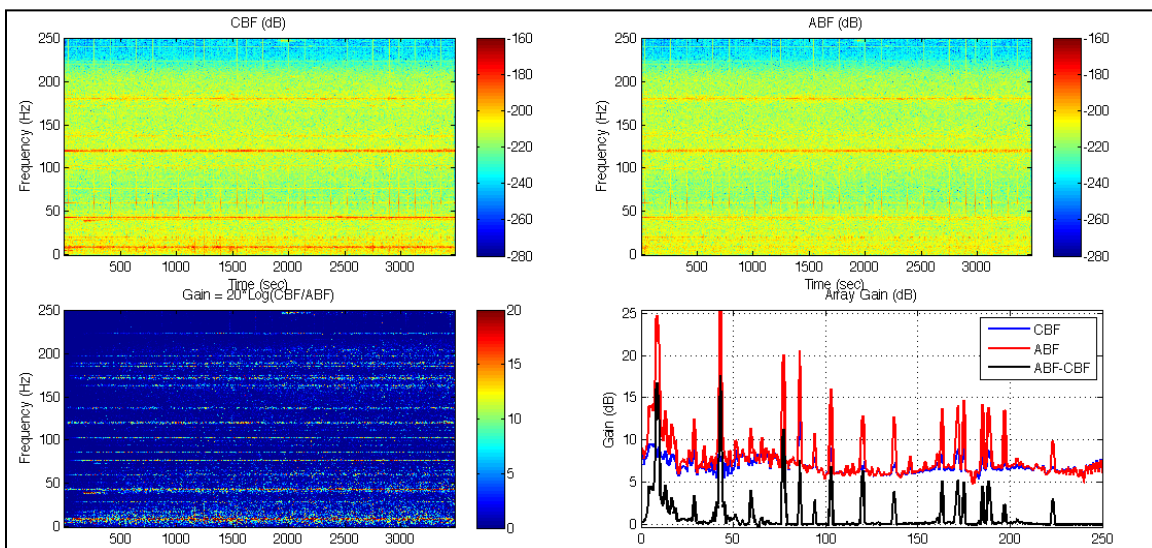 CBF (dB)
250
200
150
100
50
0
Frequency (Hz)
500 1000 1500 2000 2500 3000
Time (sec)
-160
-180
-200
-220
-240
-260
-280
ABF (dB)
250
200
150
100
50
0
Frequency (Hz)
500 1000 1500 2000 2500 3000
Time (sec)
-160
-180
-200
-220
-240
-260
-280
Gain = 20*Log(CBF/ABF)
250
200
150
100
50
0
Frequency (Hz)
500 1000 1500 2000 2500 3000
20
15
10
5
0
Array Gain (dB)
25
20
15
10
5
0
Gain (dB)
0 50 100 150 200 250
CBF
ABF
ABF-CBF